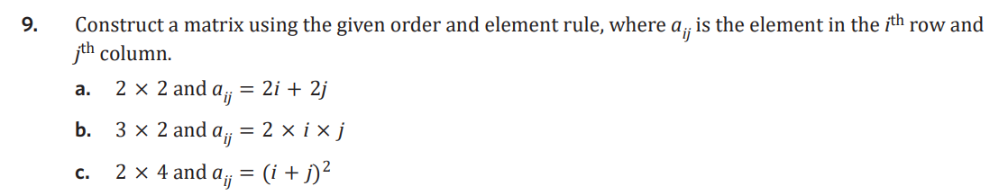 9. Construct a matrix using the given order and element rule, where aᵢⱼ is the element in the iᵗʰ row and
jᵗʰ column.
a. 2 × 2 and aᵢⱼ = 2i + 2j
b. 3 × 2 and aᵢⱼ = 2 × i × j
c. 2 × 4 and aᵢⱼ = (i + j)²